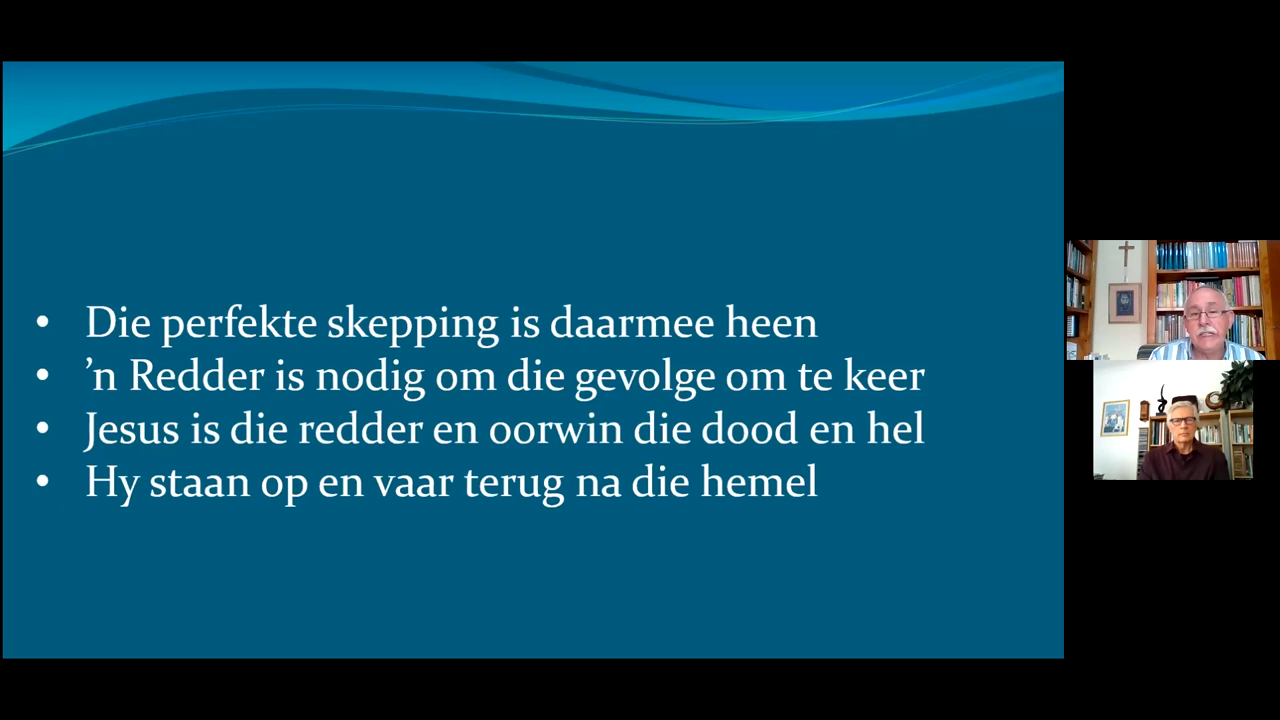 • Die perfekte skepping is daarmee heen
• ’n Redder is nodig om die gevolge om te keer
• Jesus is die redder en oorwin die dood en hel
• Hy staan op en vaar terug na die hemel